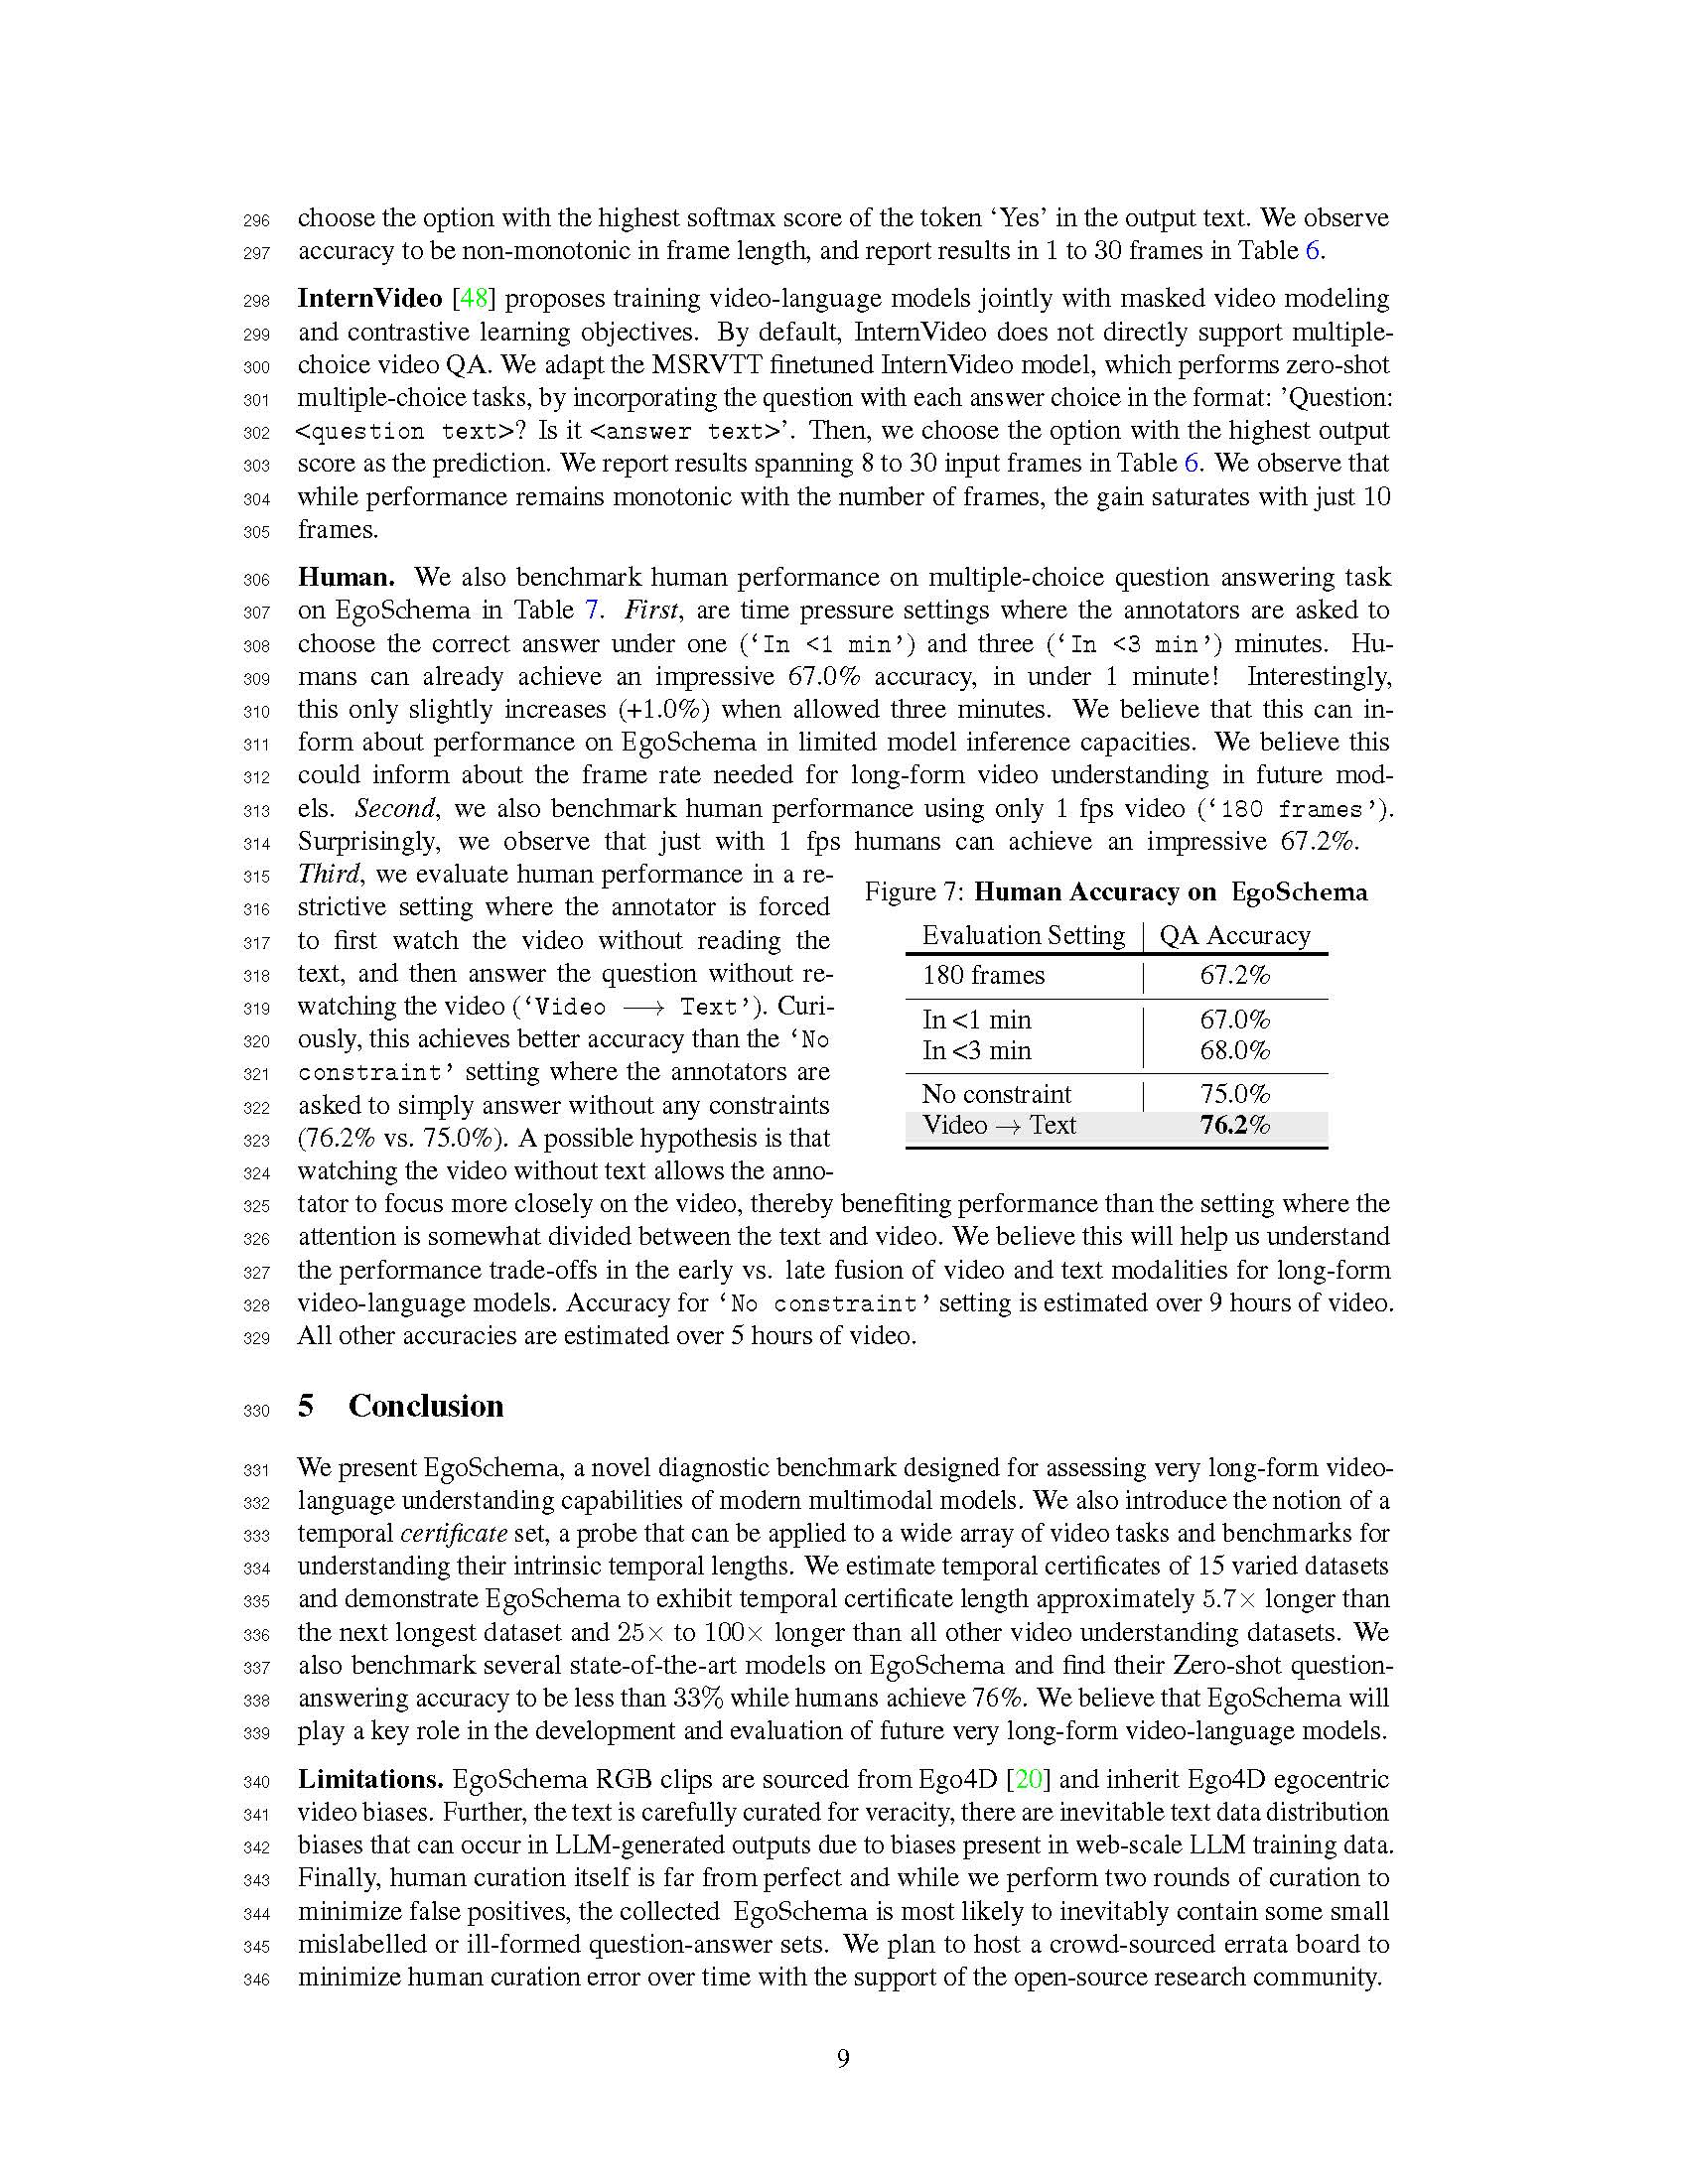 296 choose the option with the highest softmax score of the token ‘Yes’ in the output text. We observe
297 accuracy to be non-monotonic in frame length, and report results in 1 to 30 frames in Table 6.
298 InternVideo [48] proposes training video-language models jointly with masked video modeling
299 and contrastive learning objectives. By default, InternVideo does not directly support multiple-
300 choice video QA. We adapt the MSRVTT finetuned InternVideo model, which performs zero-shot
301 multiple-choice tasks, by incorporating the question with each answer choice in the format: ’Question:
302 <question text>? Is it <answer text>’. Then, we choose the option with the highest output
303 score as the prediction. We report results spanning 8 to 30 input frames in Table 6. We observe that
304 while performance remains monotonic with the number of frames, the gain saturates with just 10
305 frames.
306 Human. We also benchmark human performance on multiple-choice question answering task
307 on EgoSchema in Table 7. First, are time pressure settings where the annotators are asked to
308 choose the correct answer under one (‘In <1 min’) and three (‘In <3 min’) minutes. Hu-
309 mans can already achieve an impressive 67.0% accuracy, in under 1 minute! Interestingly,
310 this only slightly increases (+1.0%) when allowed three minutes. We believe that this can in-
311 form about performance on EgoSchema in limited model inference capacities. We believe this
312 could inform about the frame rate needed for long-form video understanding in future mod-
313 els. Second, we also benchmark human performance using only 1 fps video (‘180 frames’).
314 Surprisingly, we observe that just with 1 fps humans can achieve an impressive 67.2%.
315 Third, we evaluate human performance in a re-
316 strictive setting where the annotator is forced
317 to first watch the video without reading the
318 text, and then answer the question without re-
319 watching the video (‘Video ⟶ Text’). Curi-
320 ously, this achieves better accuracy than the ‘No
321 constraint’ setting where the annotators are
322 asked to simply answer without any constraints
323 (76.2% vs. 75.0%). A possible hypothesis is that
324 watching the video without text allows the anno-
Figure 7: Human Accuracy on EgoSchema
Evaluation Setting QA Accuracy
180 frames 67.2%
In <1 min 67.0%
In <3 min 68.0%
No constraint 75.0%
Video → Text 76.2%
325 tator to focus more closely on the video, thereby benefiting performance than the setting where the
326 attention is somewhat divided between the text and video. We believe this will help us understand
327 the performance trade-offs in the early vs. late fusion of video and text modalities for long-form
328 video-language models. Accuracy for ‘No constraint’ setting is estimated over 9 hours of video.
329 All other accuracies are estimated over 5 hours of video.
330 5 Conclusion
331 We present EgoSchema, a novel diagnostic benchmark designed for assessing very long-form video-
332 language understanding capabilities of modern multimodal models. We also introduce the notion of a
333 temporal certificate set, a probe that can be applied to a wide array of video tasks and benchmarks for
334 understanding their intrinsic temporal lengths. We estimate temporal certificates of 15 varied datasets
335 and demonstrate EgoSchema to exhibit temporal certificate length approximately 5.7× longer than
336 the next longest dataset and 25× to 100× longer than all other video understanding datasets. We
337 also benchmark several state-of-the-art models on EgoSchema and find their Zero-shot question-
338 answering accuracy to be less than 33% while humans achieve 76%. We believe that EgoSchema will
339 play a key role in the development and evaluation of future very long-form video-language models.
340 Limitations. EgoSchema RGB clips are sourced from Ego4D [20] and inherit Ego4D egocentric
341 video biases. Further, the text is carefully curated for veracity, there are inevitable text data distribution
342 biases that can occur in LLM-generated outputs due to biases present in web-scale LLM training data.
343 Finally, human curation itself is far from perfect and while we perform two rounds of curation to
344 minimize false positives, the collected EgoSchema is most likely to inevitably contain some small
345 mislabelled or ill-formed question-answer sets. We plan to host a crowd-sourced errata board to
346 minimize human curation error over time with the support of the open-source research community.
9